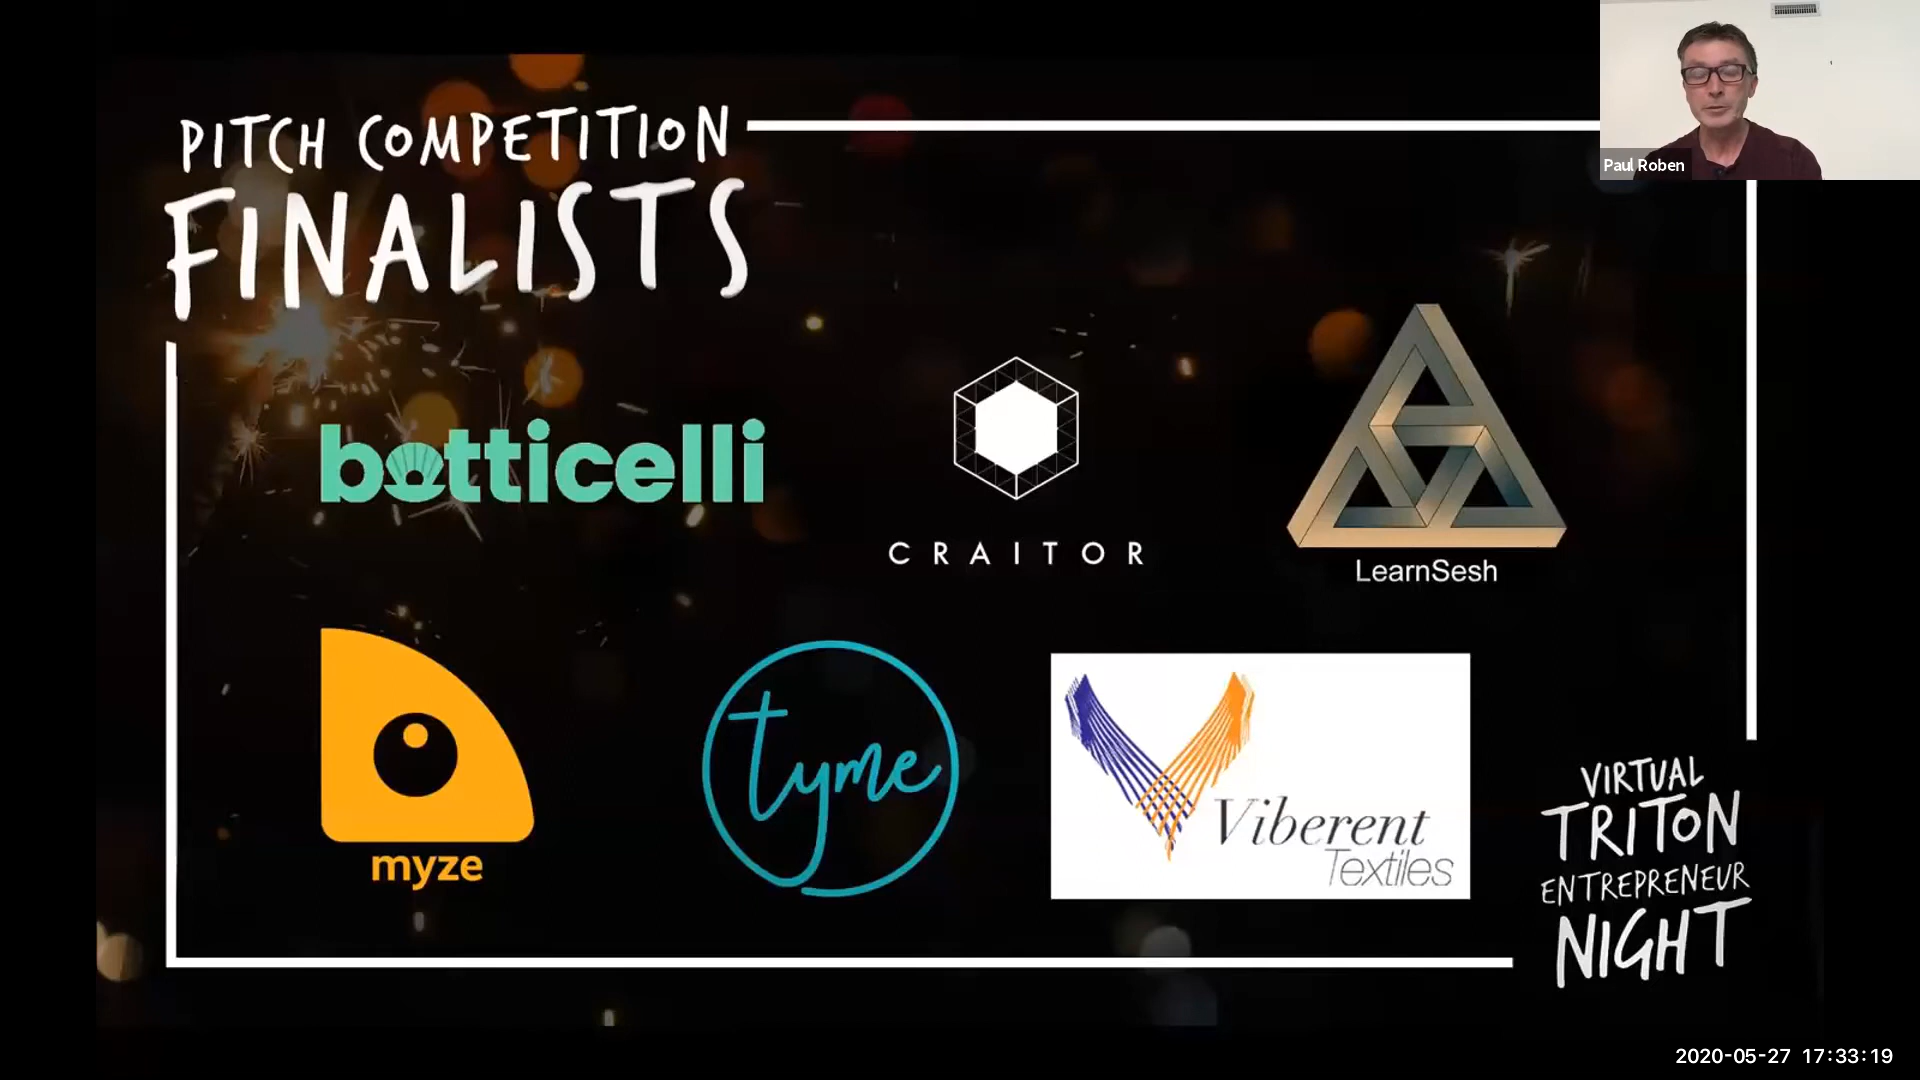 PITCH COMPETITION
FINALISTS
Paul Roben
botticelli
CRAITOR
LearnSesh
myze
tyme
Viberent
Textiles
VIRTUAL
TRITON
ENTREPRENEUR
NIGHT
2020-05-27 17:33:19